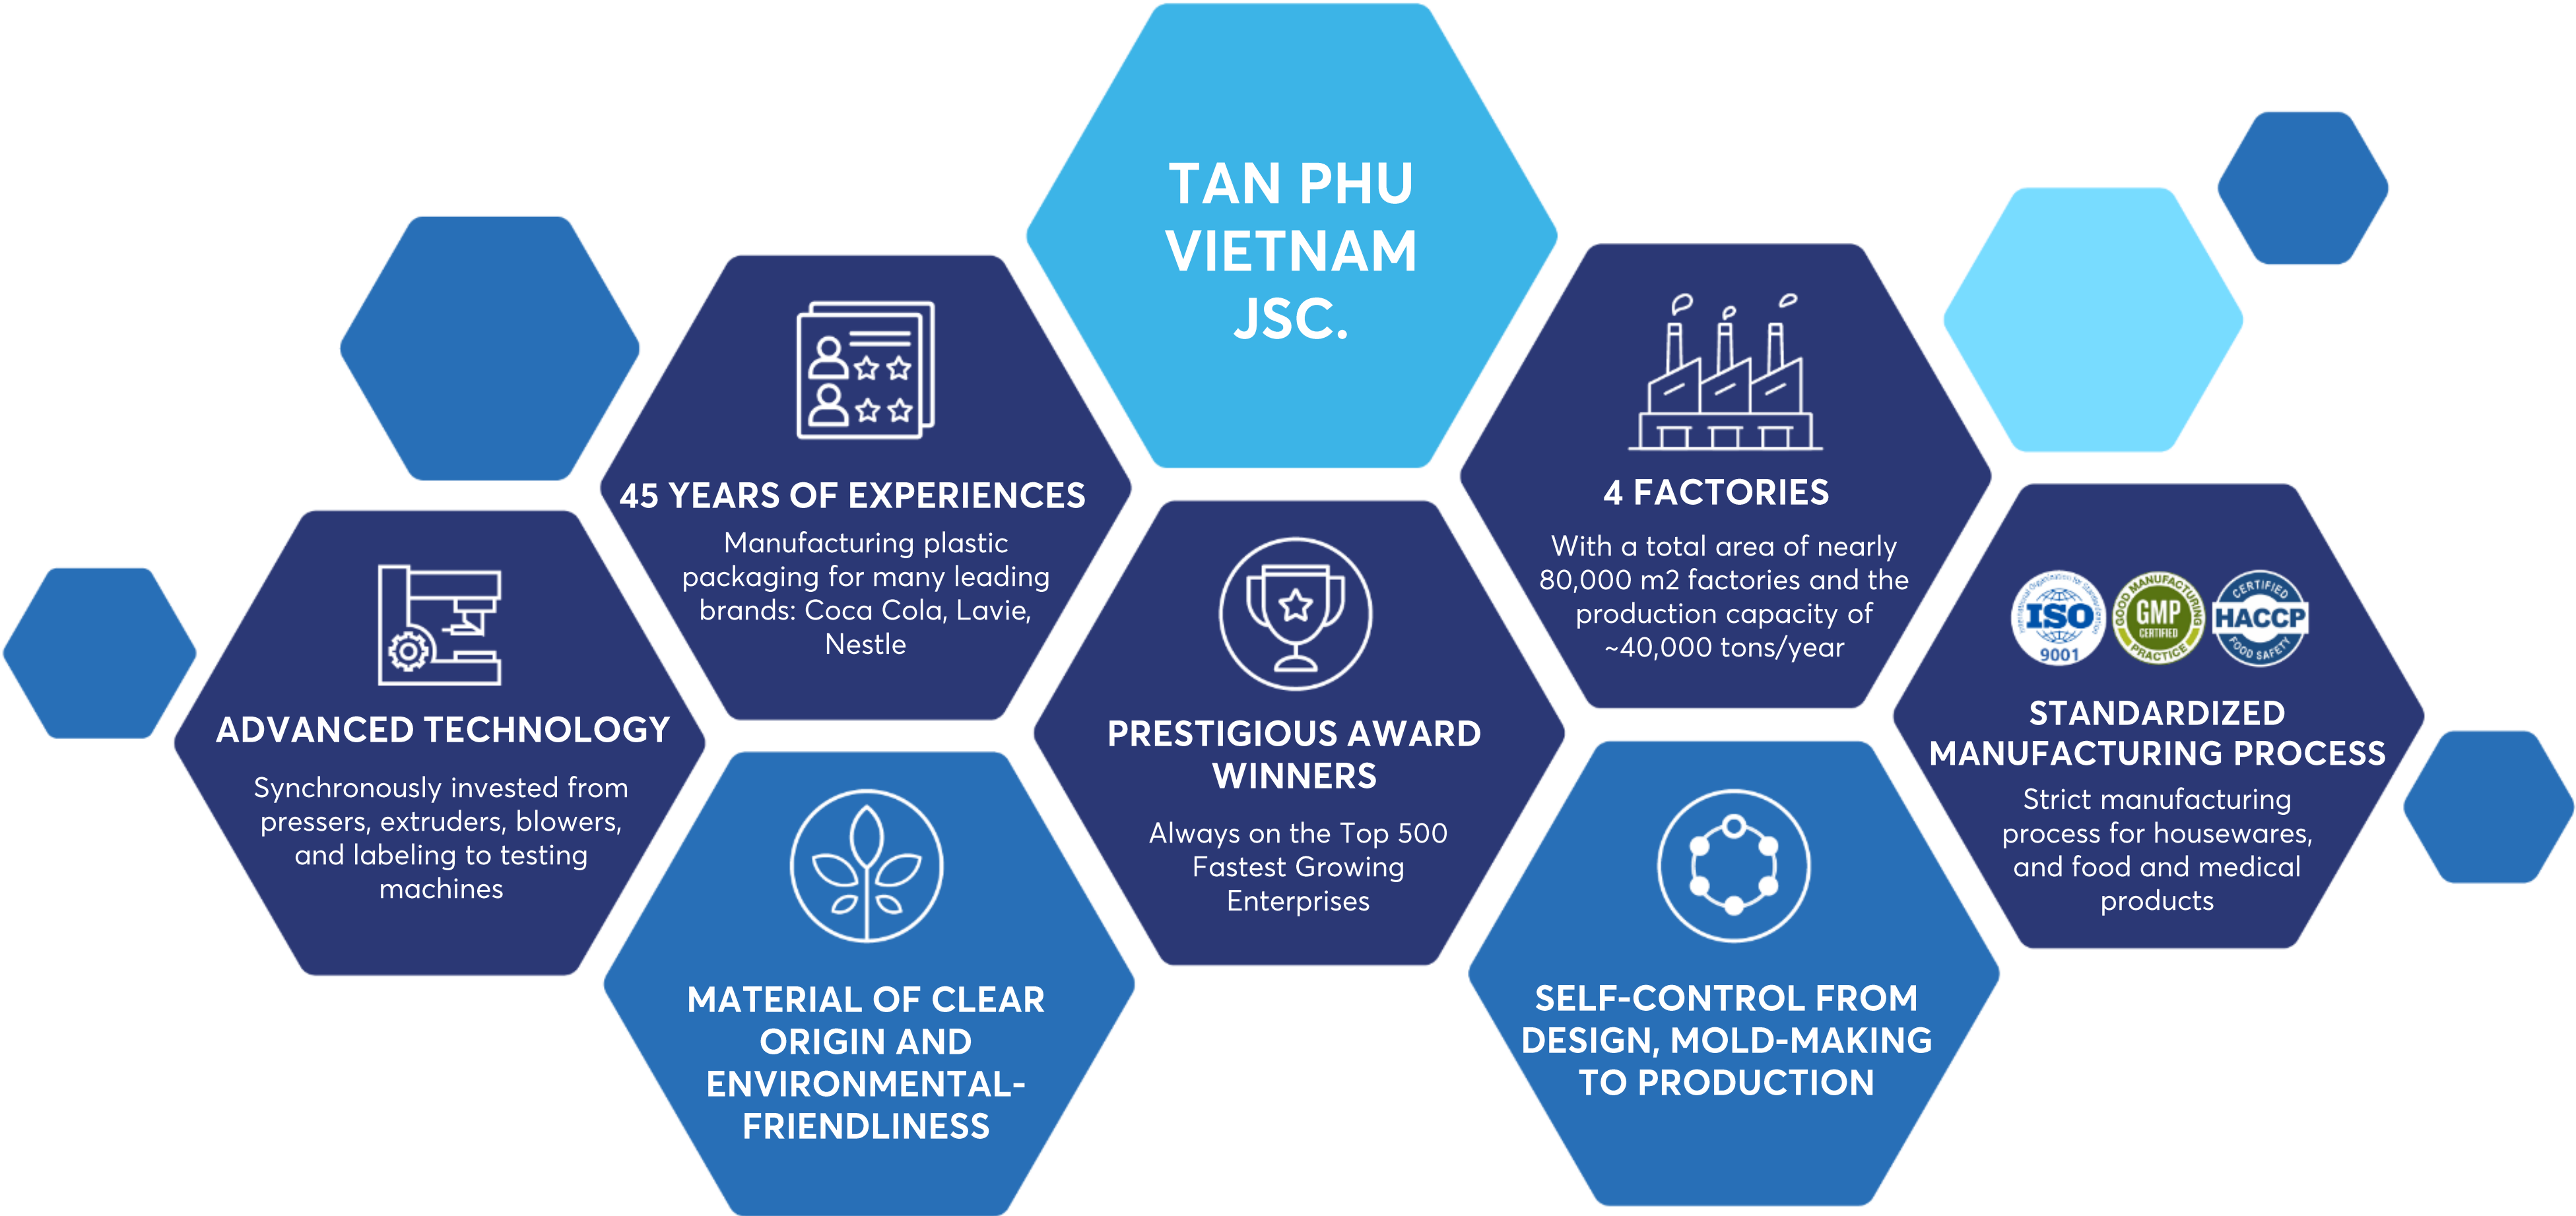 TAN PHU
VIETNAM
JSC.
45 YEARS OF EXPERIENCES
Manufacturing plastic
packaging for many leading
brands: Coca Cola, Lavie,
Nestle
4 FACTORIES
With a total area of nearly
80,000 m2 factories and the
production capacity of
~40,000 tons/year
ADVANCED TECHNOLOGY
Synchronously invested from
pressers, extruders, blowers,
and labeling to testing
machines
PRESTIGIOUS AWARD
WINNERS
Always on the Top 500
Fastest Growing
Enterprises
International Organization for Standardization
ISO
9001
GOOD MANUFACTURING
GMP
CERTIFIED
PRACTICE
CERTIFIED
HACCP
FOOD SAFETY
STANDARDIZED
MANUFACTURING PROCESS
Strict manufacturing
process for housewares,
and food and medical
products
MATERIAL OF CLEAR
ORIGIN AND
ENVIRONMENTAL-
FRIENDLINESS
SELF-CONTROL FROM
DESIGN, MOLD-MAKING
TO PRODUCTION